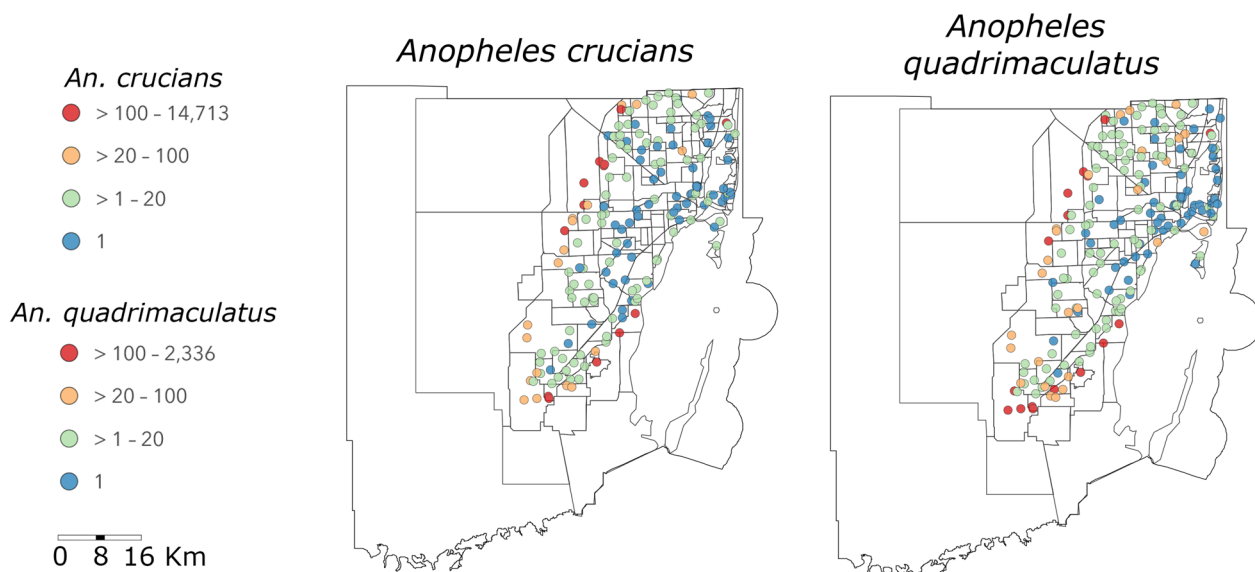 An. crucians
> 100 – 14,713
> 20 – 100
> 1 – 20
1
An. quadrimaculatus
> 100 – 2,336
> 20 – 100
> 1 – 20
1
0 8 16 Km
Anopheles crucians
Anopheles
quadrimaculatus